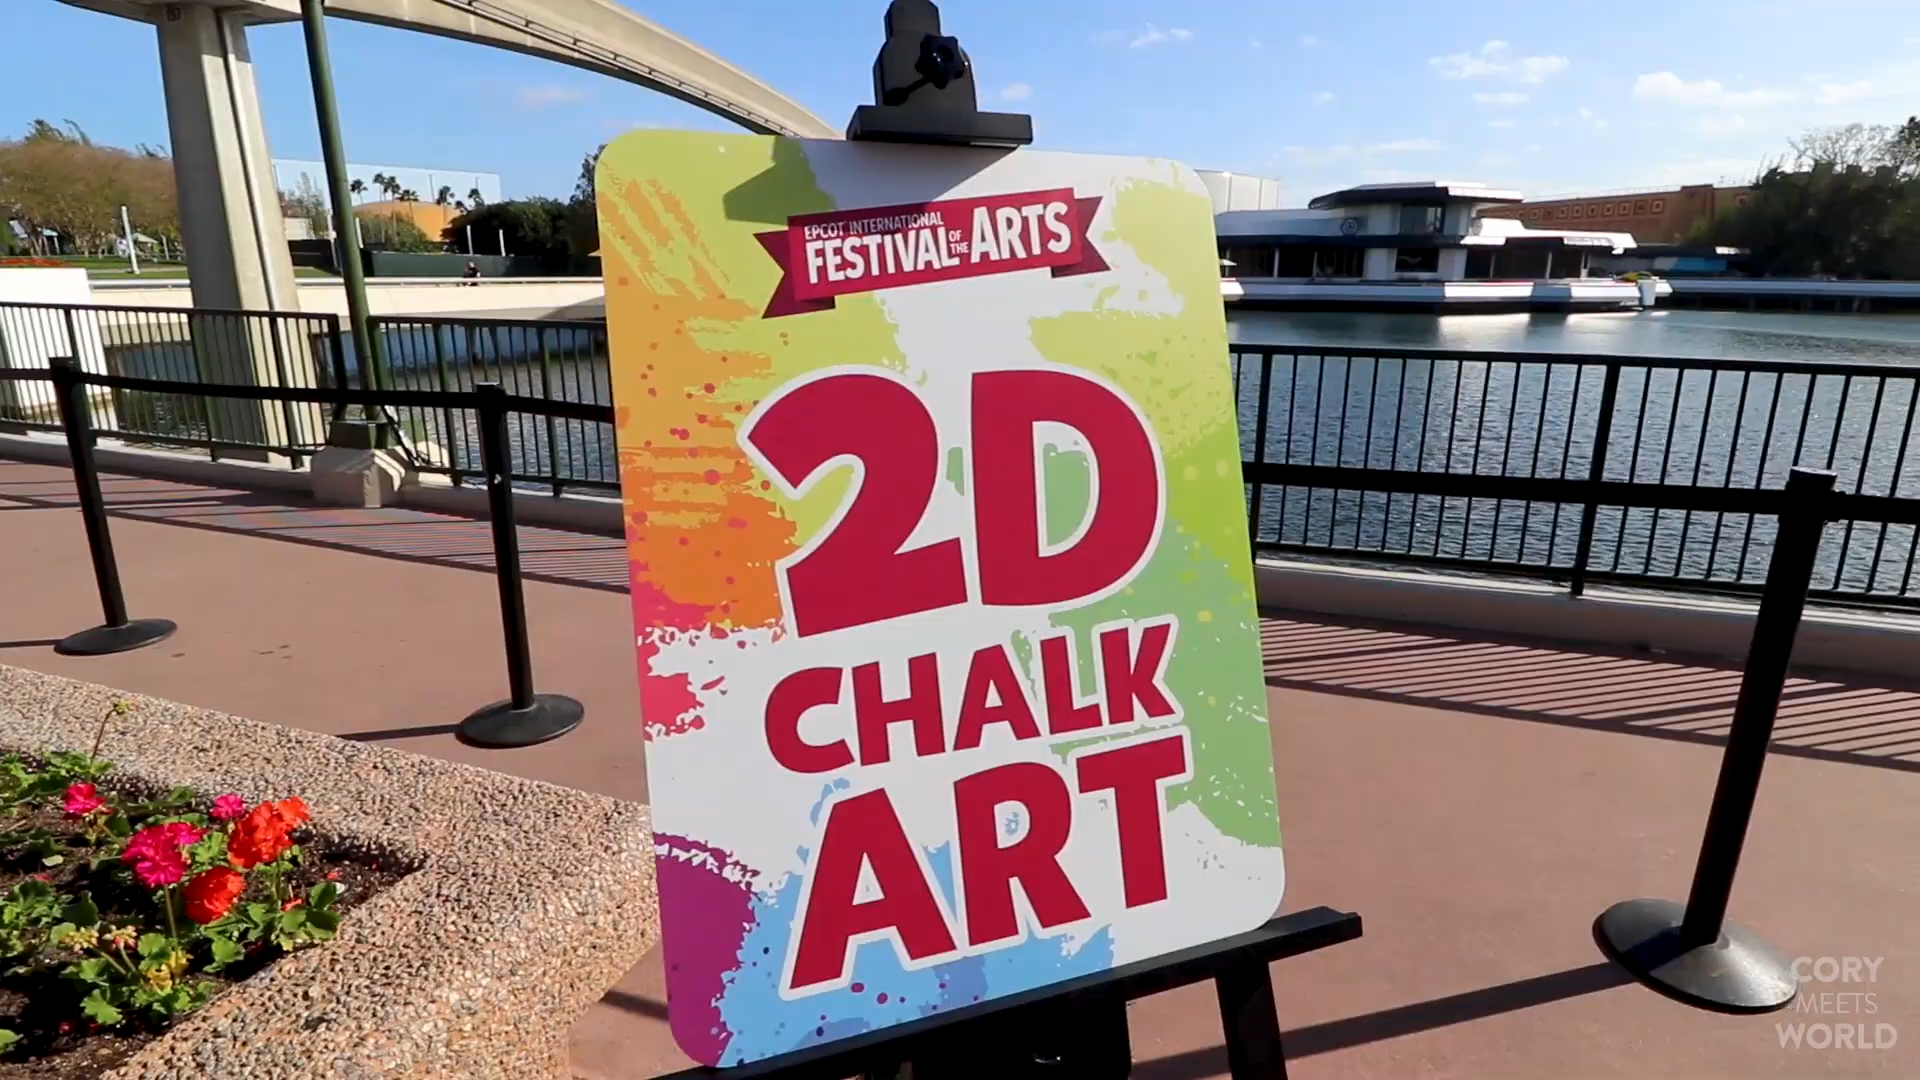 EPCOT INTERNATIONAL
FESTIVAL OF THE ARTS
2D
CHALK
ART
CORY
MEETS
WORLD